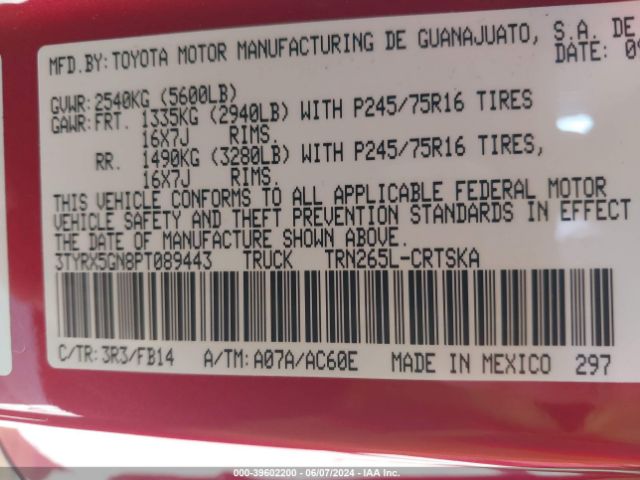 MFD.BY: TOYOTA MOTOR MANUFACTURING DE GUANAJUATO, S.A. DE
DATE: 09
GVWR: 2540KG (5600LB)
GAWR: FRT. 1335KG (2940LB) WITH P245/75R16 TIRES
16X7J RIMS.
RR. 1490KG (3280LB) WITH P245/75R16 TIRES,
16X7J RIMS.
THIS VEHICLE CONFORMS TO ALL APPLICABLE FEDERAL MOTOR
VEHICLE SAFETY AND THEFT PREVENTION STANDARDS IN EFFECT
THE DATE OF MANUFACTURE SHOWN ABOVE.
3TYRX5GN8PT089443 TRUCK TRN265L-CRTSKA
C/TR: 3R3/FB14 A/TM: A07A/AC60E MADE IN MEXICO 297
000-39602200 - 06/07/2024 - IAA Inc.